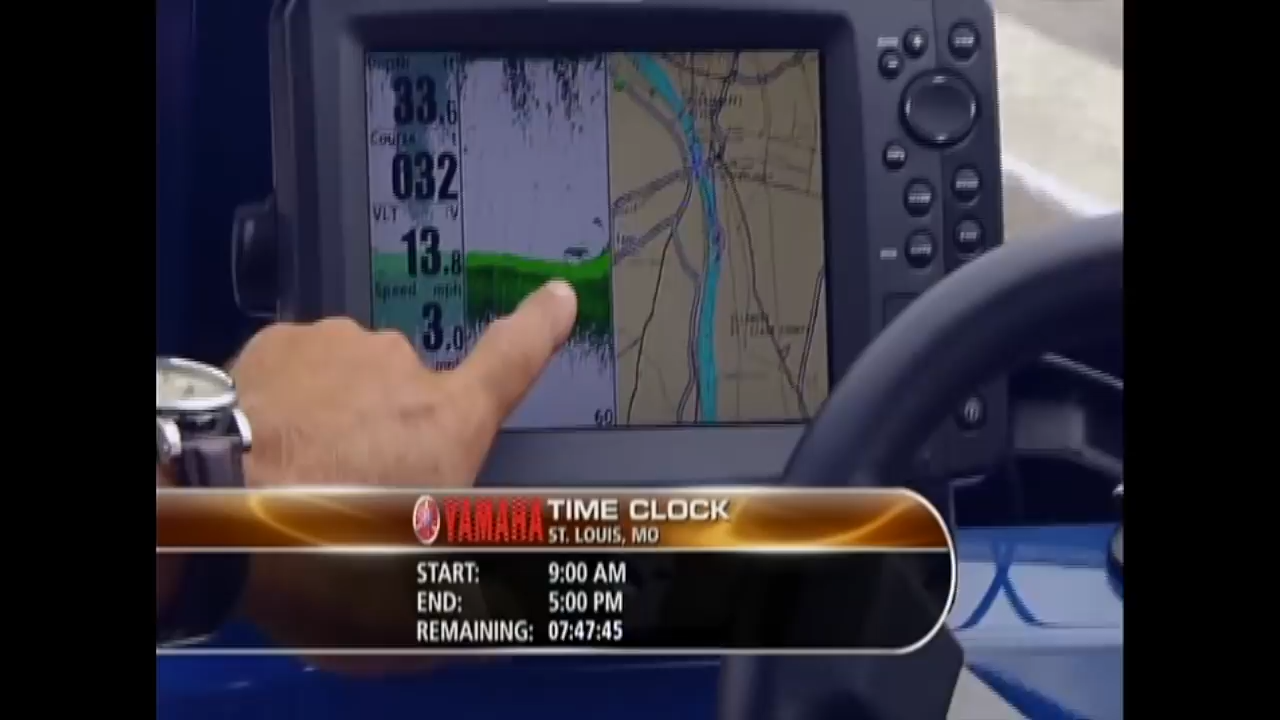 Depth ft
33.6
Course t
032
VLT V
13.8
Speed mph
3.0
60
YAMAHA TIME CLOCK
ST. LOUIS, MO
START: 9:00 AM
END: 5:00 PM
REMAINING: 07:47:45